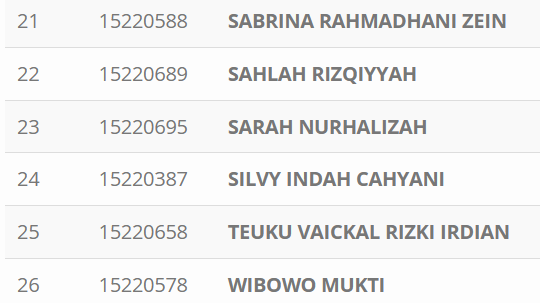 21 15220588 SABRINA RAHMADHANI ZEIN
22 15220689 SAHLAH RIZQIYYAH
23 15220695 SARAH NURHALIZAH
24 15220387 SILVY INDAH CAHYANI
25 15220658 TEUKU VAICKAL RIZKI IRDIAN
26 15220578 WIBOWO MUKTI